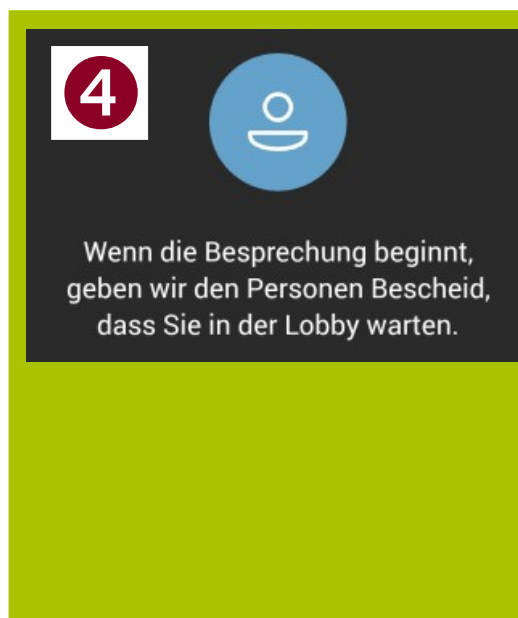 4
Wenn die Besprechung beginnt,
geben wir den Personen Bescheid,
dass Sie in der Lobby warten.